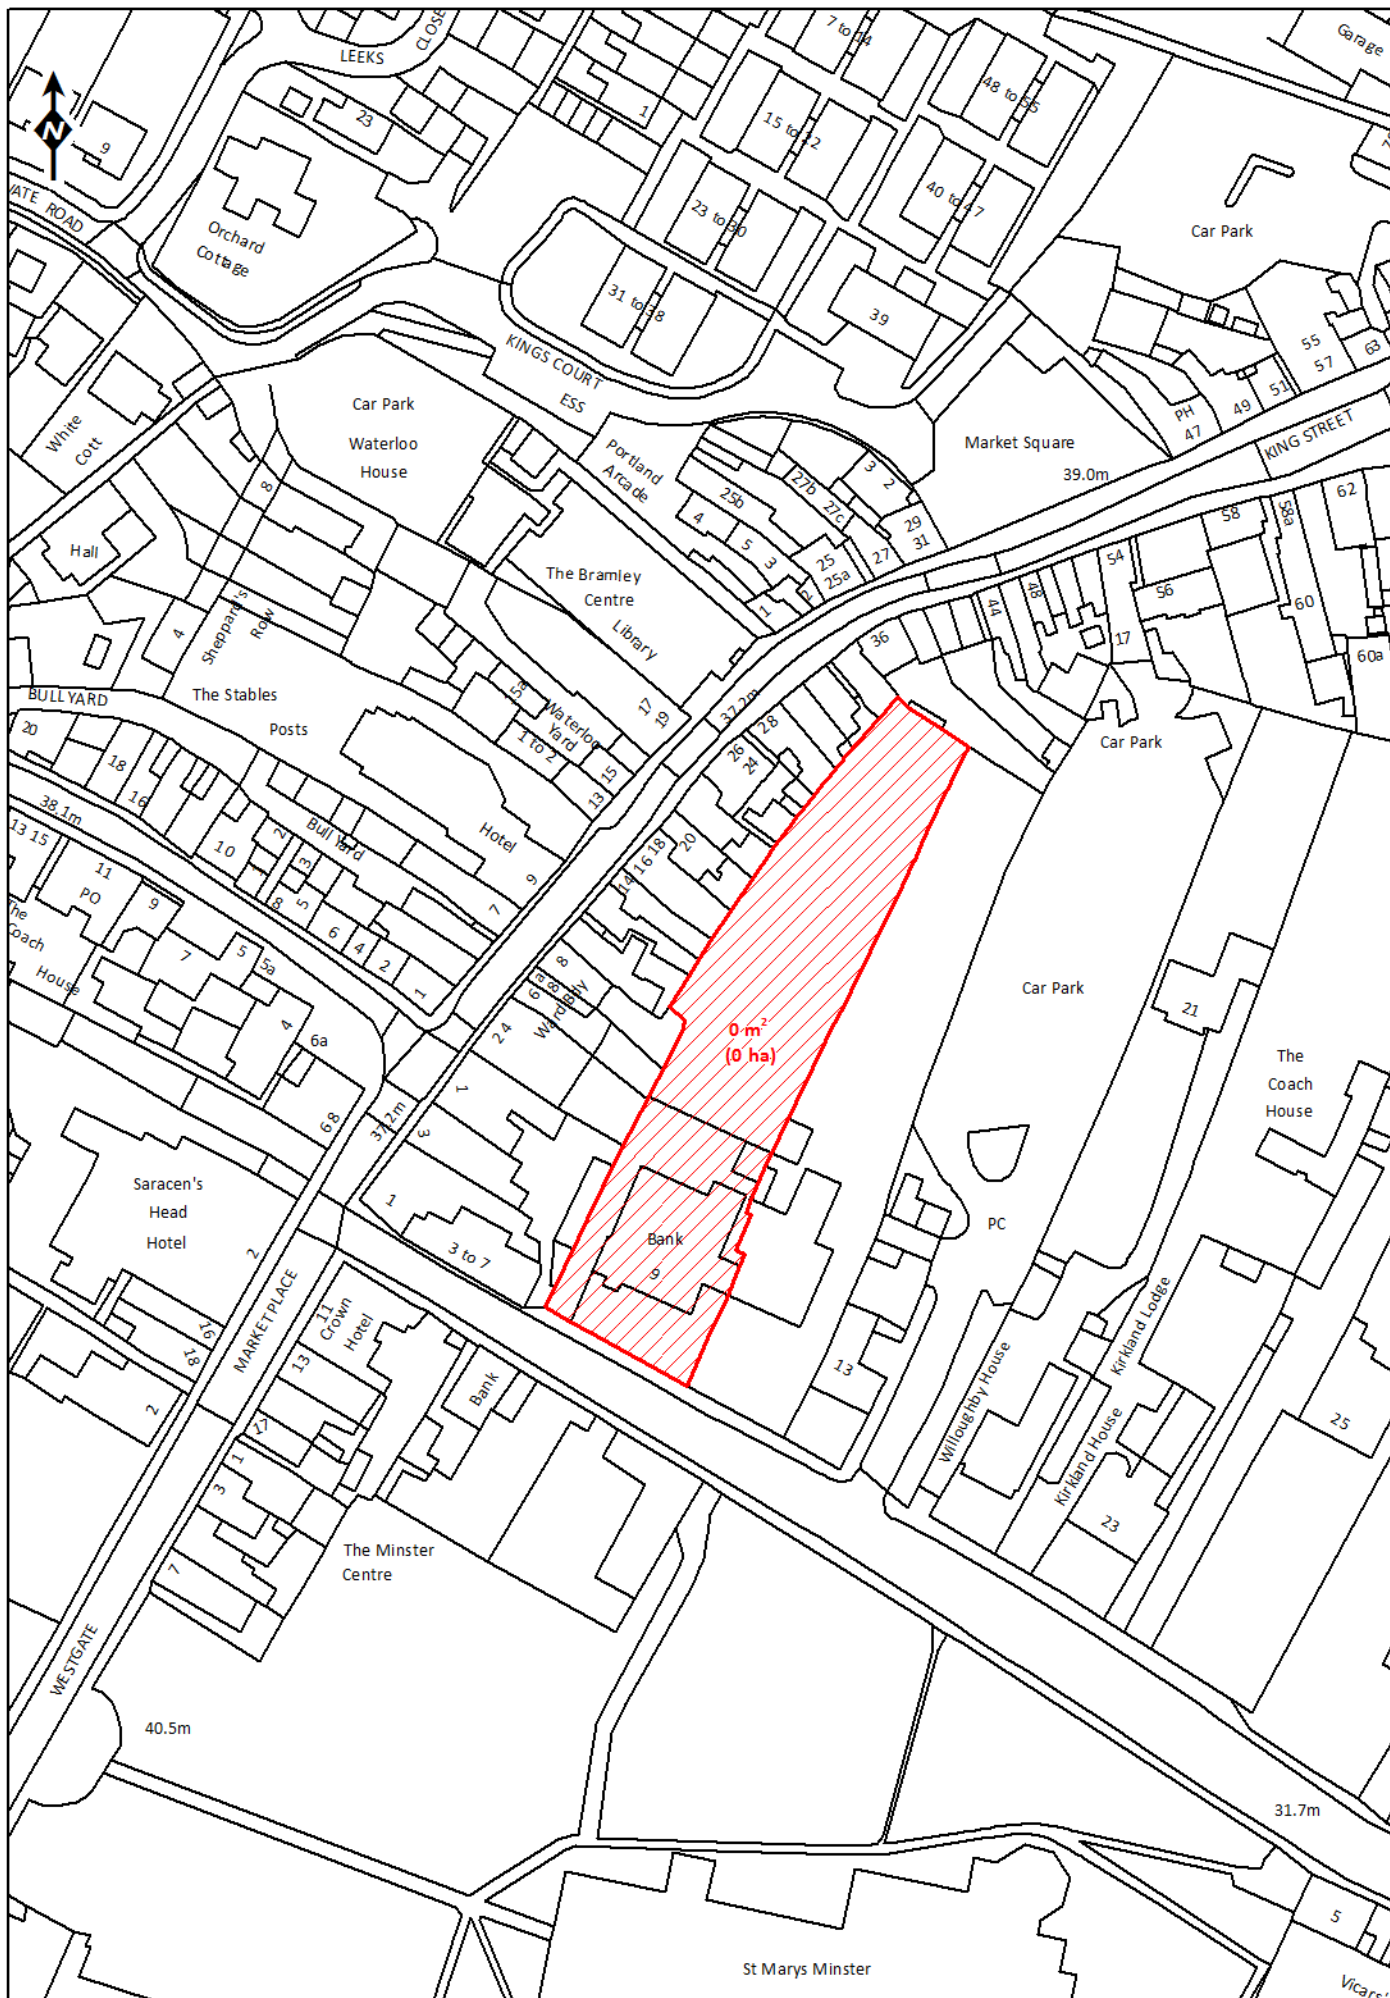 LEEKS
CLOSE
7 to 14
Garage
48 to 55
23
1
15 to 22
N
9
40 to 47
23 to 30
Car Park
Orchard
Cottage
31 to 38
39
KINGS COURT
ESS
55
57
63
51
49
PH
47
KING STREET
Car Park
Waterloo
House
White
Cott
Portland
Arcade
Market Square
39.0m
3
2
27b
27c
25b
4
5
3
29
31
27
25
25a
2
1
62
58a
58
8
Hall
The Bramley
Centre
Library
54
56
48
44
60
60a
17
36
4
Sheppard's
Row
BULL YARD
The Stables
Posts
5a
Waterloo
Yard
1 to 2
17
19
37.2m
28
26
24
Car Park
20
18
16
38.1m
15
13
Hotel
9
7
20
18
16
14
13 15
11
PO
9
The
Coach
House
10
2
Bull Yard
1
3
8
5
6
4
2
1
7
5
5a
4
6a
6 8
8
8a
6
Ward Bdy
2 4
Car Park
21
The
Coach
House
0 m²
(0 ha)
1
3
37.2m
1
3 to 7
Saracen's
Head
Hotel
2
Bank
9
PC
MARKET PLACE
11
Crown
Hotel
13
16
18
2
17
Bank
13
Willoughby House
Kirkland Lodge
Kirkland House
25
23
1
3
7
The Minster
Centre
WESTGATE
40.5m
31.7m
5
St Marys Minster